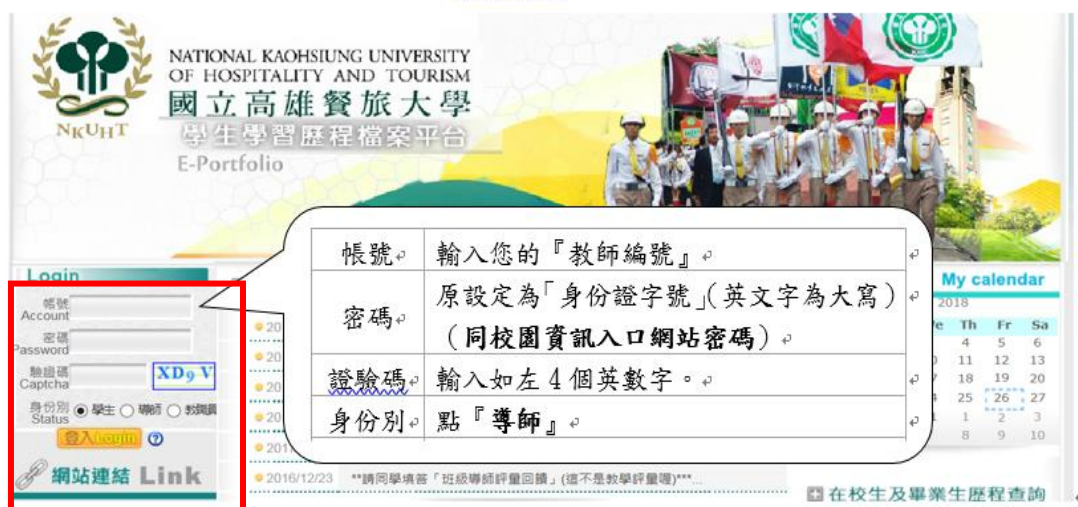 NATIONAL KAOHSIUNG UNIVERSITY
OF HOSPITALITY AND TOURISM
國立高雄餐旅大學
NKUHT
學生學習歷程檔案平台
E-Portfolio
帳號 輸入您的『教師編號』
密碼 原設定為「身份證字號」(英文字為大寫)
(同校園資訊入口網站密碼)
證驗碼 輸入如左4個英數字。
身份別 點『導師』
Login
帳號
Account
密碼
Password
驗證碼
Captcha
XD9 V
身份別
Status
學生 導師 教職員
登入Login
網站連結 Link
20
20
20
20
201
2016/12/23 **請同學填答「班級導師評量回饋」(這不是教學評量喔)***...
My calendar
2018
Th Fr Sa
4 5 6
11 12 13
18 19 20
25 26 27
1 2 3
8 9 10
在校生及畢業生歷程查詢